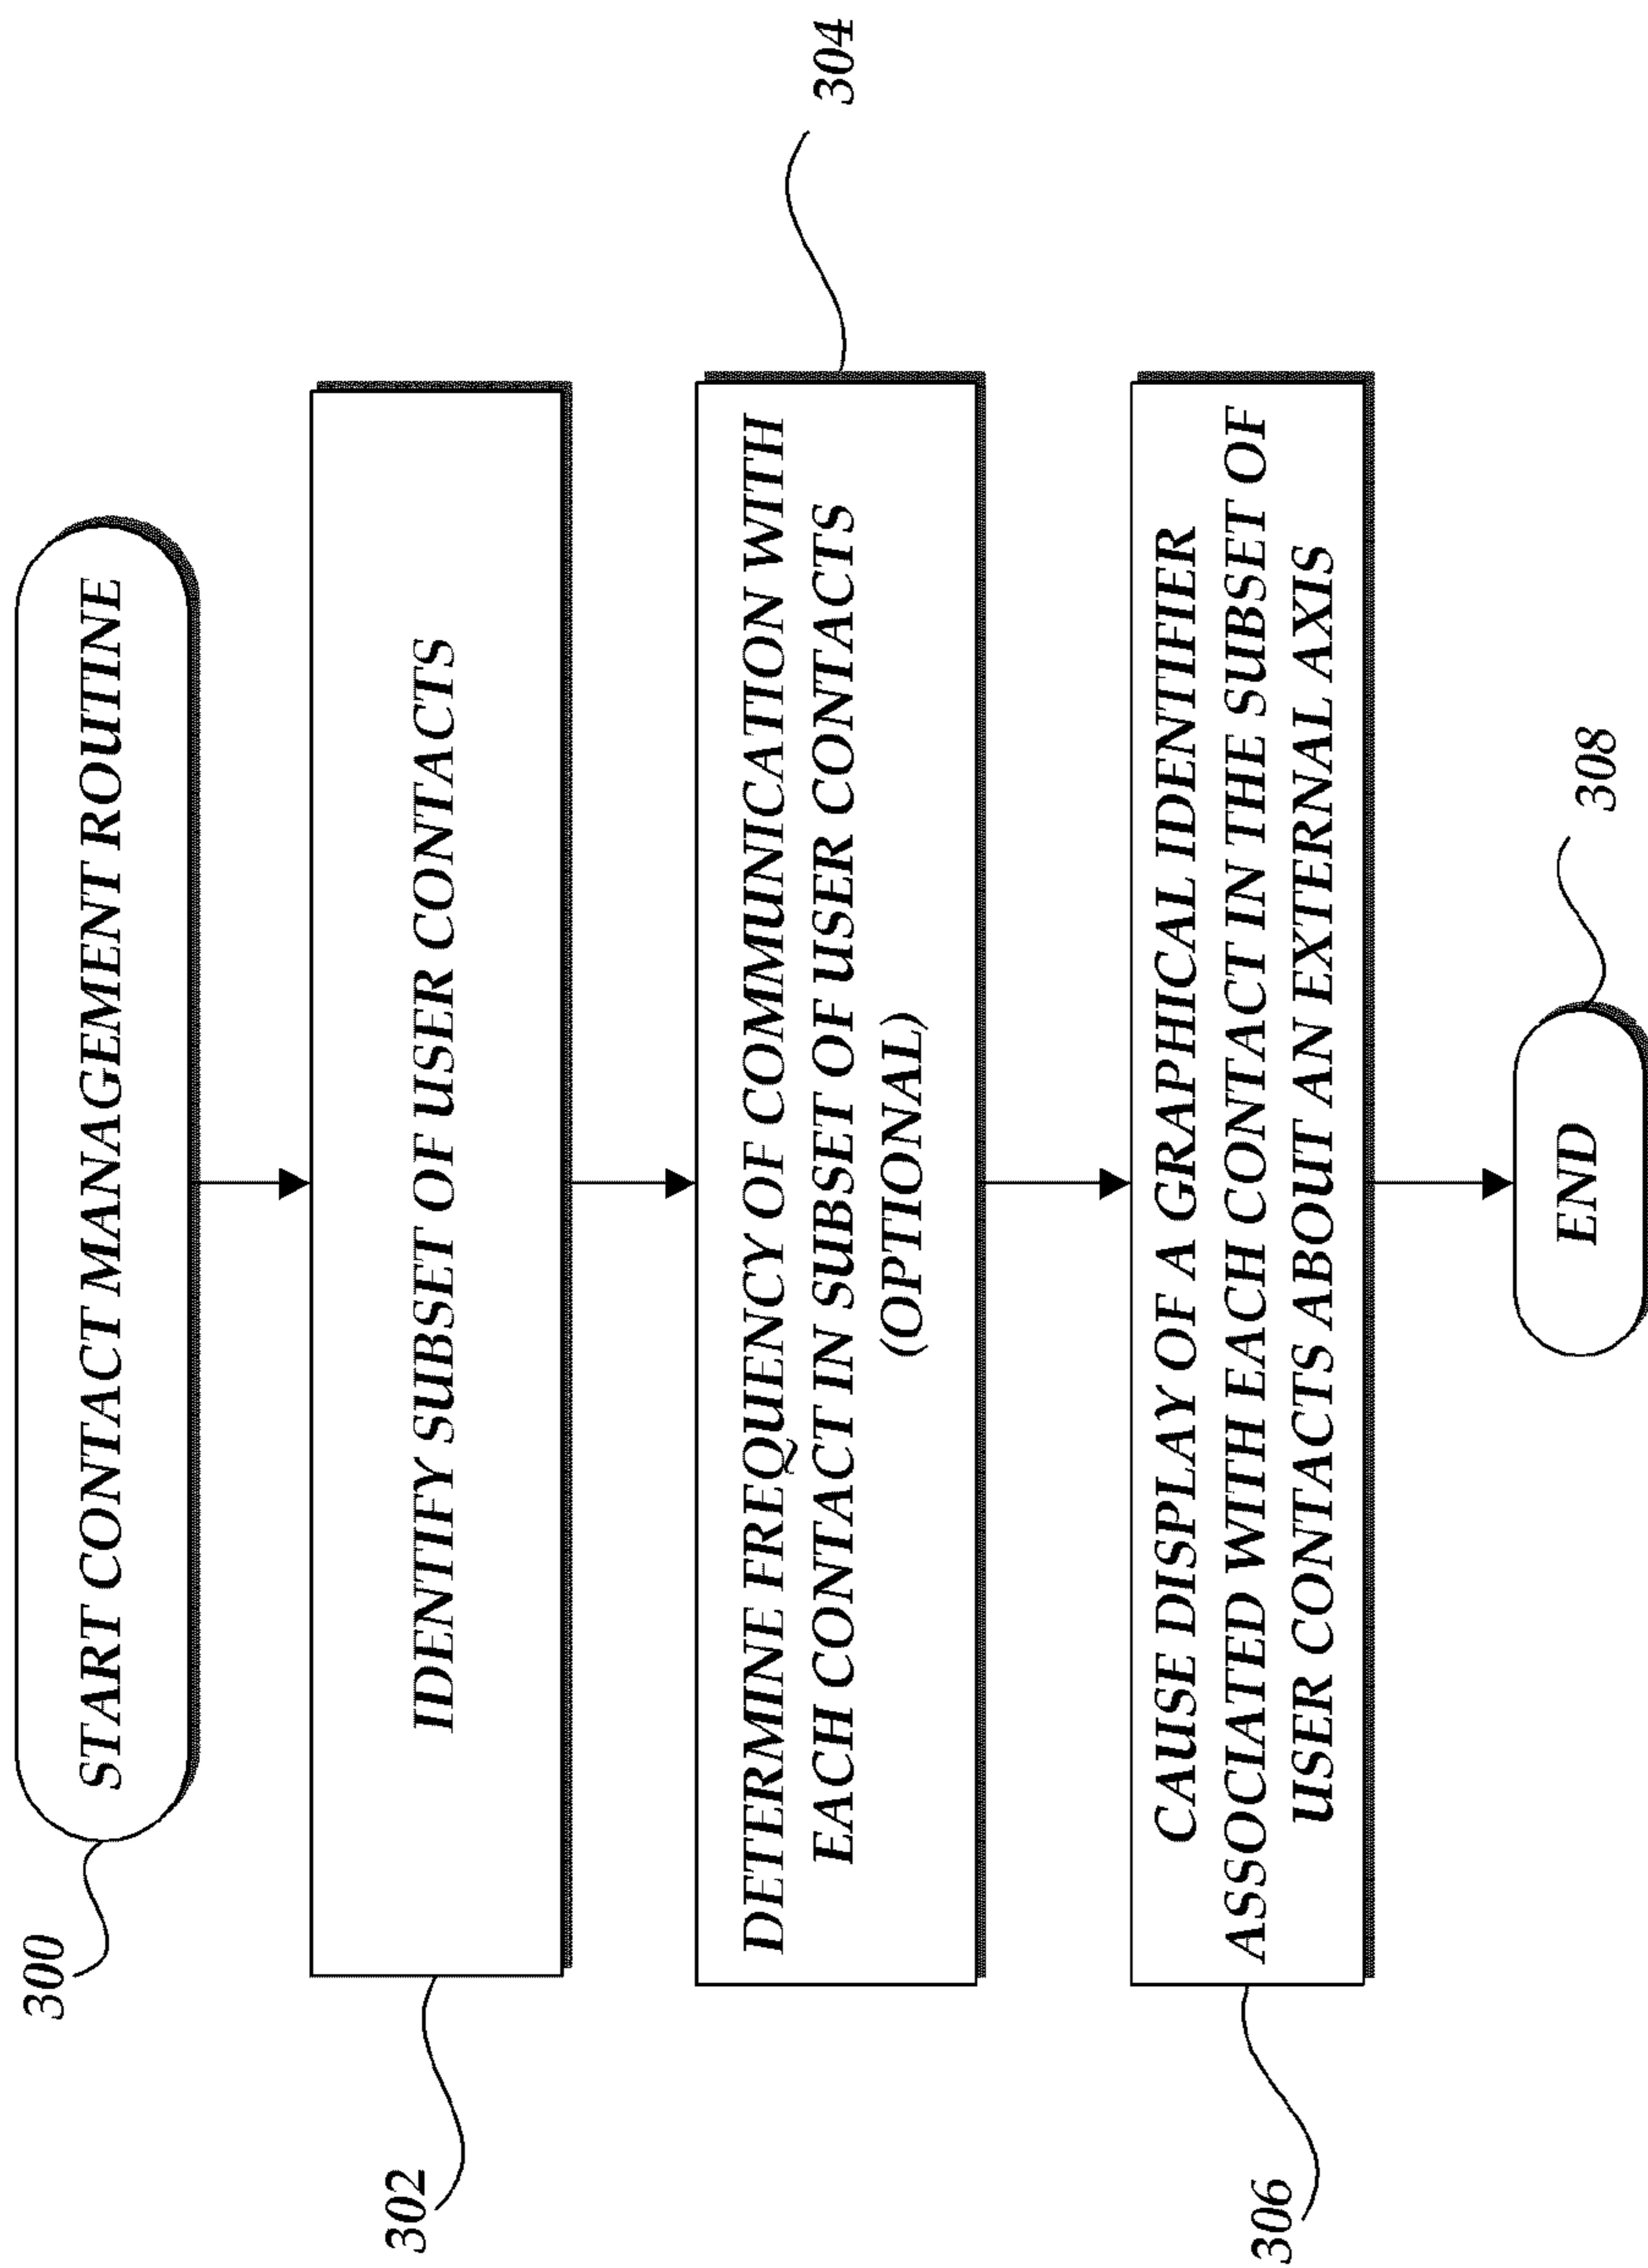 300
START CONTACT MANAGEMENT ROUTINE
302
IDENTIFY SUBSET OF USER CONTACTS
304
DETERMINE FREQUENCY OF COMMUNICATION WITH
EACH CONTACT IN SUBSET OF USER CONTACTS
(OPTIONAL)
306
CAUSE DISPLAY OF A GRAPHICAL IDENTIFIER
ASSOCIATED WITH EACH CONTACT IN THE SUBSET OF
USER CONTACTS ABOUT AN EXTERNAL AXIS
308
END